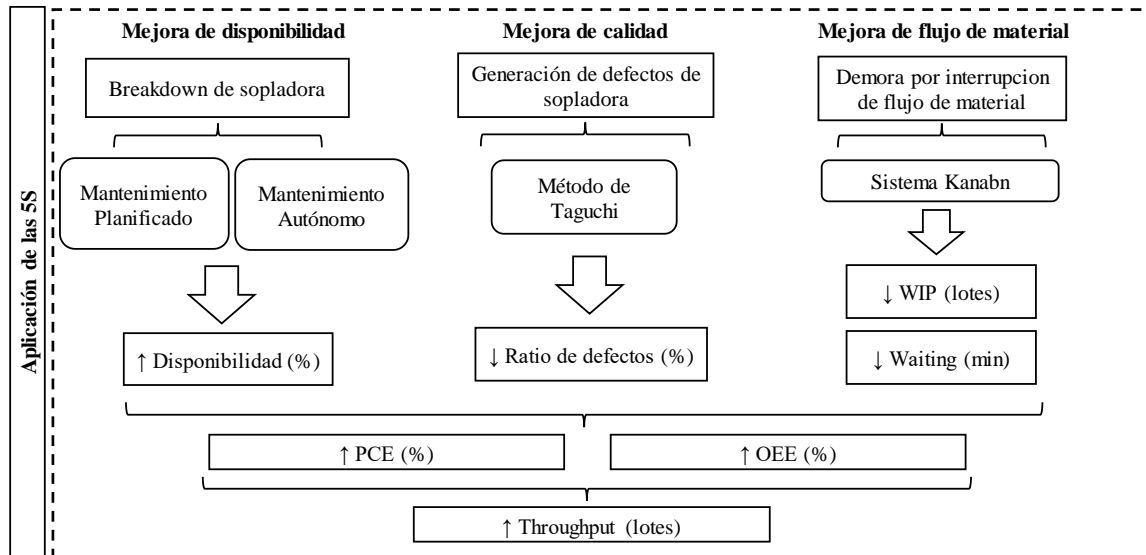 Aplicación de las 5S
Mejora de disponibilidad
Breakdown de sopladora
Mantenimiento
Planificado
Mantenimiento
Autónomo
↑ Disponibilidad (%)
Mejora de calidad
Generación de defectos de
sopladora
Método de
Taguchi
↓ Ratio de defectos (%)
Mejora de flujo de material
Demora por interrupcion
de flujo de material
Sistema Kanabn
↓ WIP (lotes)
↓ Waiting (min)
↑ PCE (%)
↑ OEE (%)
↑ Throughput (lotes)